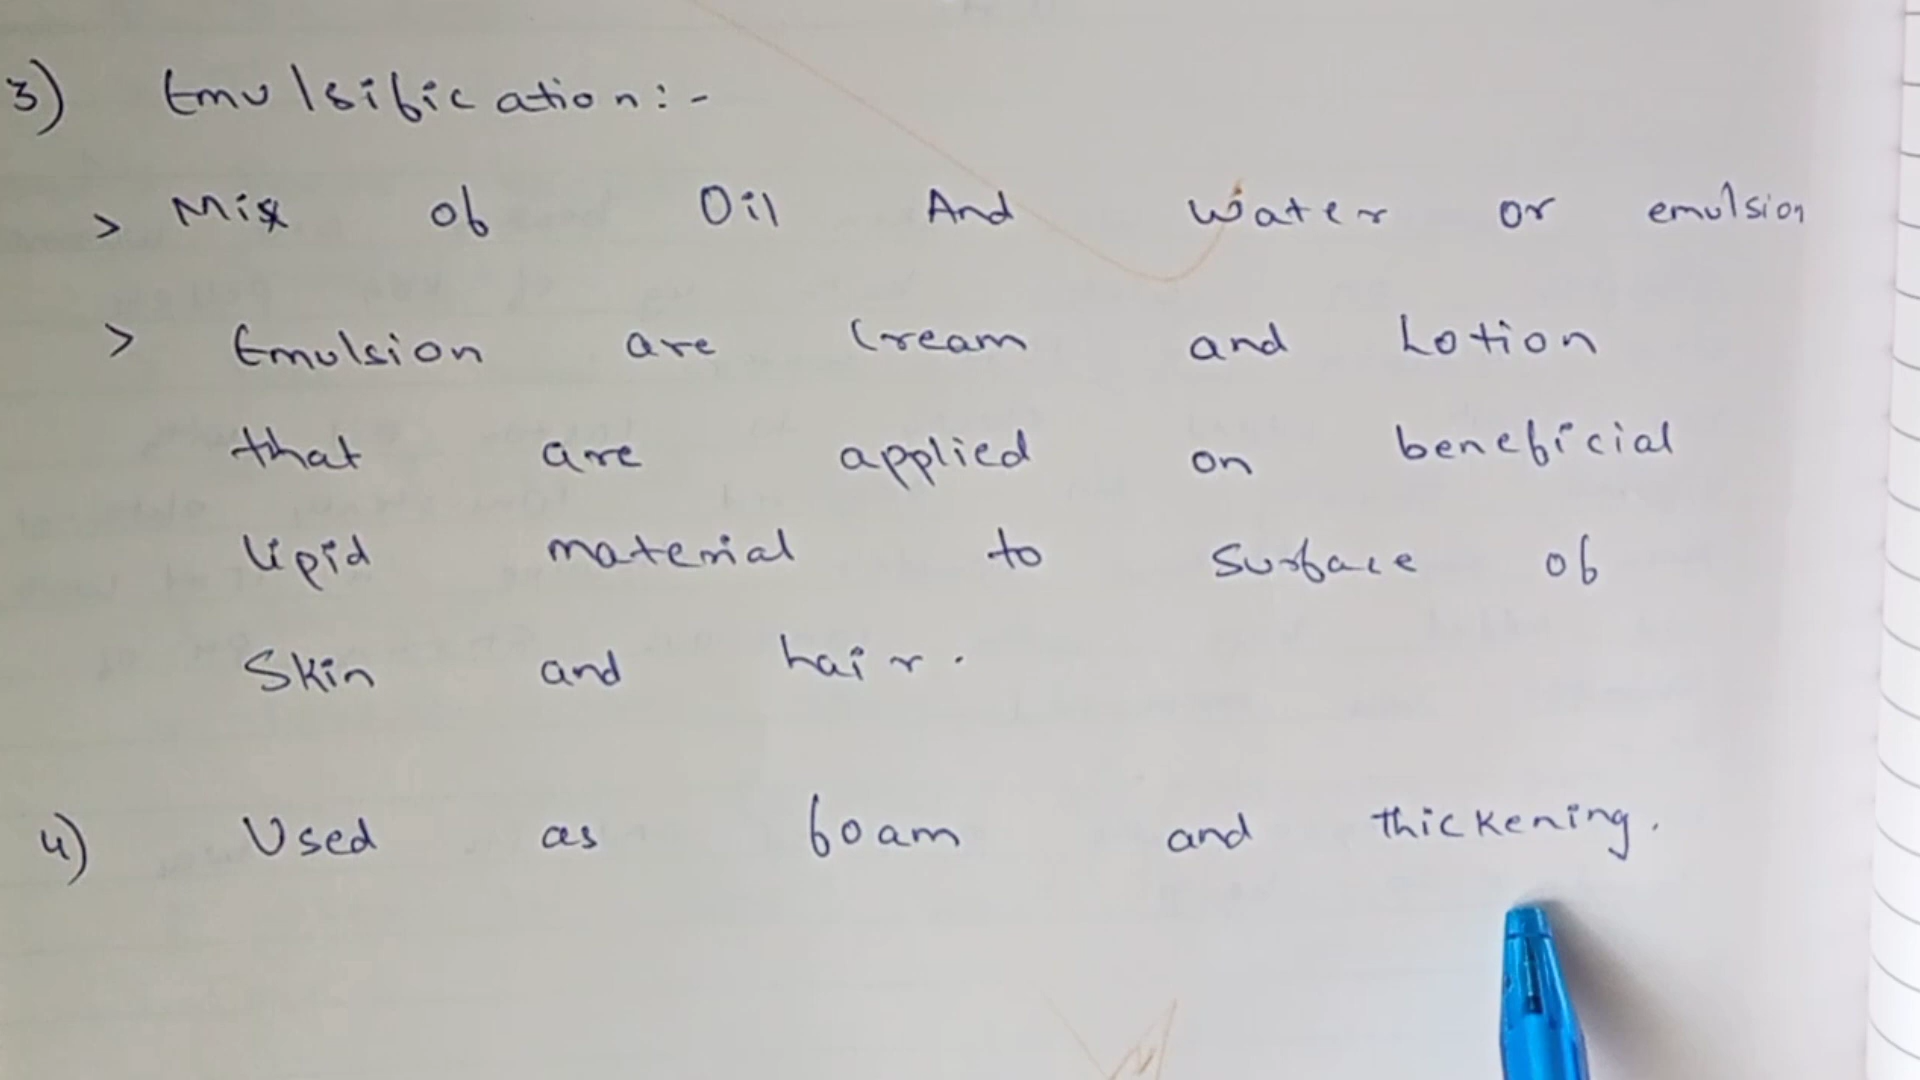 3) Emulsification:-
> Mix of Oil And Water or emulsion
> Emulsion are Cream and Lotion
that are applied on beneficial
lipid material to surface of
Skin and hair.
4) Used as foam and thickening.